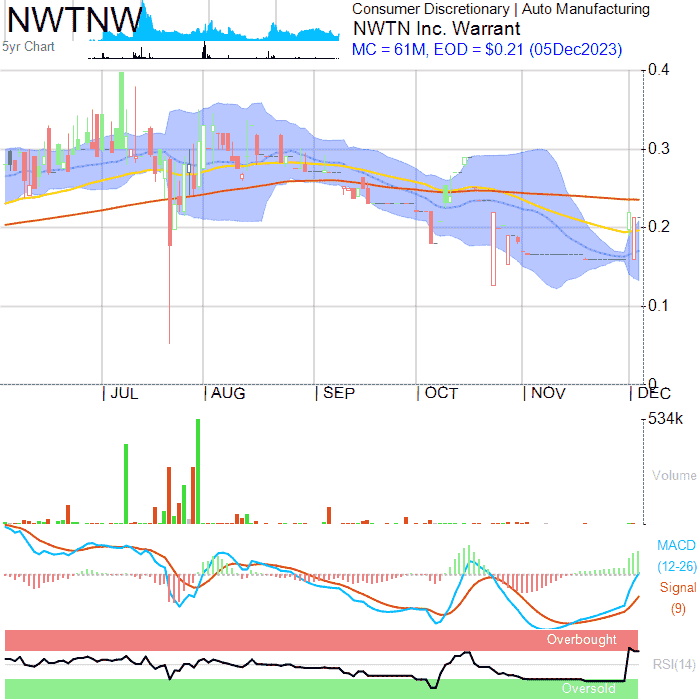 NWTNW
5yr Chart
Consumer Discretionary | Auto Manufacturing
NWTN Inc. Warrant
MC = 61M, EOD = $0.21 (05Dec2023)
0.4
0.3
0.2
0.1
0
JUL AUG SEP OCT NOV DEC
534k
Volume
MACD
(12-26)
Signal
(9)
Overbought
RSI(14)
Oversold